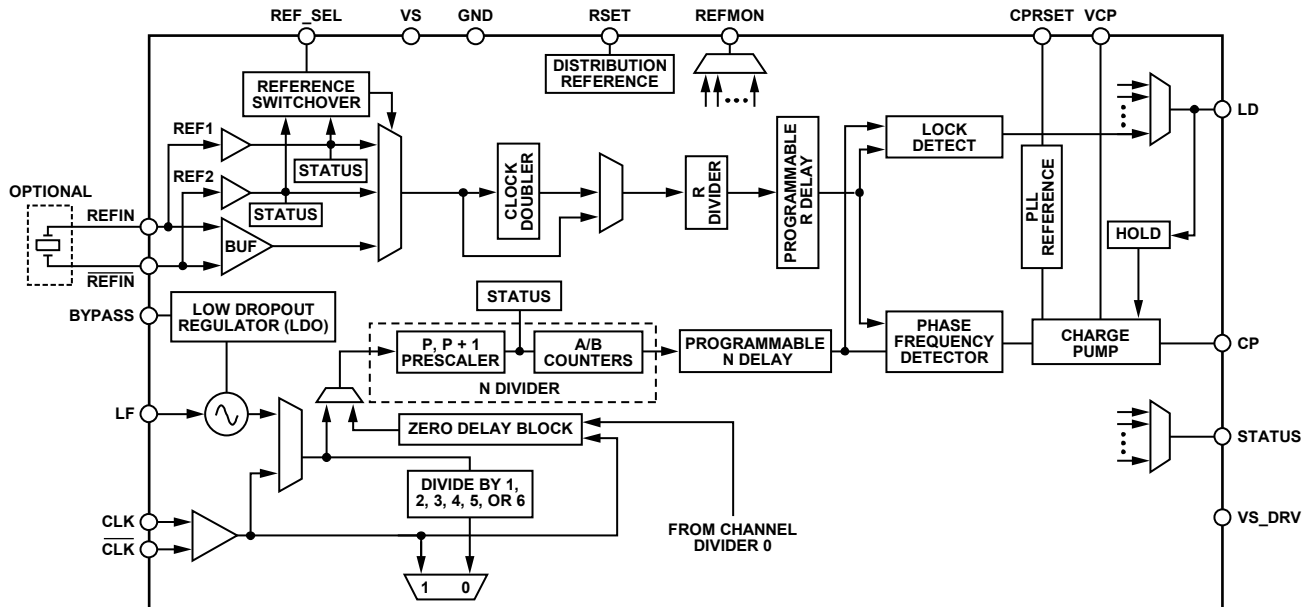 REF_SEL
VS
GND
RSET
REFMON
CPRSET
VCP
DISTRIBUTION
REFERENCE
REFERENCE
SWITCHOVER
REF1
STATUS
REF2
STATUS
OPTIONAL
REFIN
REFIN
BUF
CLOCK
DOUBLER
R
DIVIDER
PROGRAMMABLE
R DELAY
LOCK
DETECT
LD
PLL
REFERENCE
HOLD
BYPASS
LOW DROPOUT
REGULATOR (LDO)
STATUS
P, P + 1
PRESCALER
A/B
COUNTERS
N DIVIDER
PROGRAMMABLE
N DELAY
PHASE
FREQUENCY
DETECTOR
CHARGE
PUMP
CP
LF
ZERO DELAY BLOCK
STATUS
DIVIDE BY 1,
2, 3, 4, 5, OR 6
FROM CHANNEL
DIVIDER 0
VS_DRV
CLK
CLK
1 0